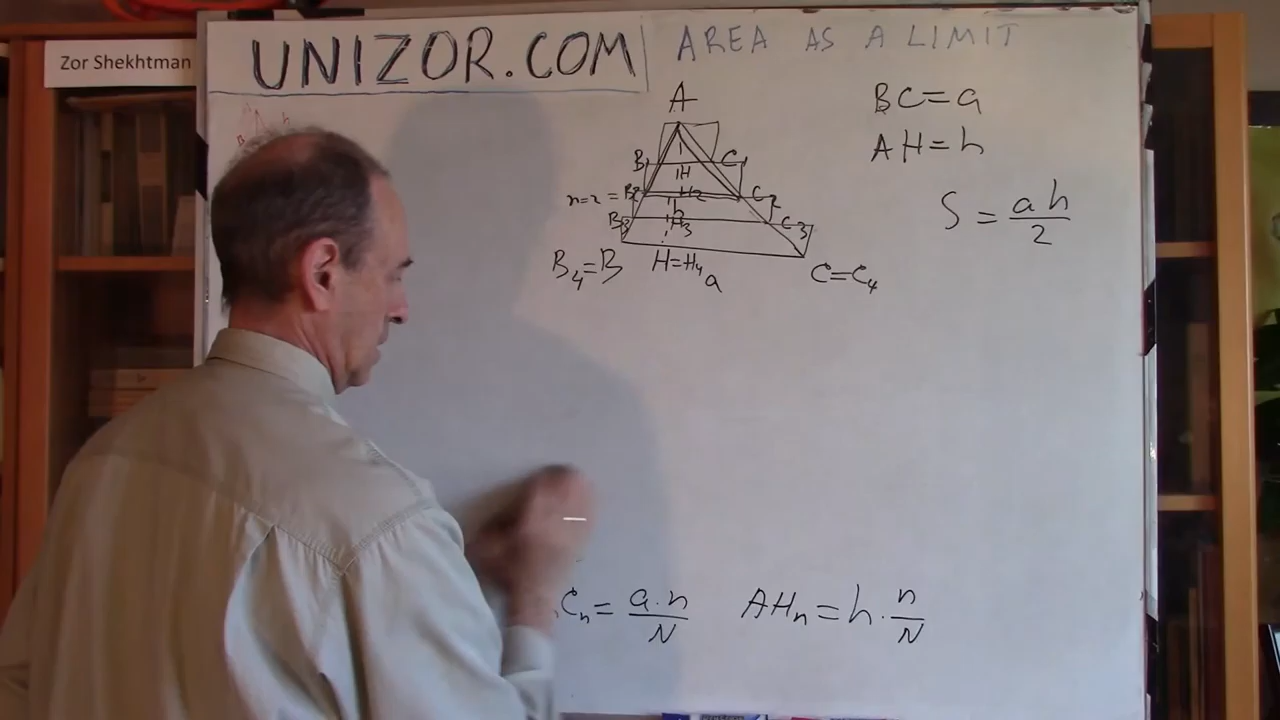 Zor Shekhtman
UNIZOR.COM
AREA AS A LIMIT
A
BC=a
AH=h
S = ah/2
B₁ C₁
H
n=2 = B₂ H₂ C₂
h
B₃ H₃ C₃
B₄=B H=H₄ a C=C₄
Cₙ = a·n/N AHₙ = h·n/N